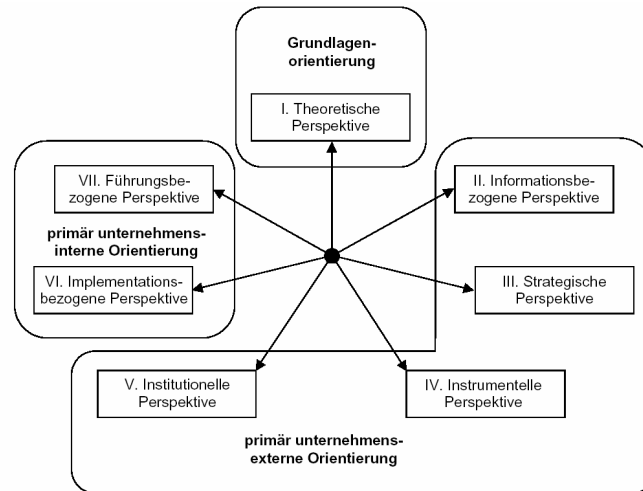 Grundlagen-
orientierung
I. Theoretische
Perspektive
VII. Führungsbe-
zogene Perspektive
II. Informationsbe-
zogene Perspektive
primär unternehmens-
interne Orientierung
VI. Implementations-
bezogene Perspektive
III. Strategische
Perspektive
V. Institutionelle
Perspektive
IV. Instrumentelle
Perspektive
primär unternehmens-
externe Orientierung